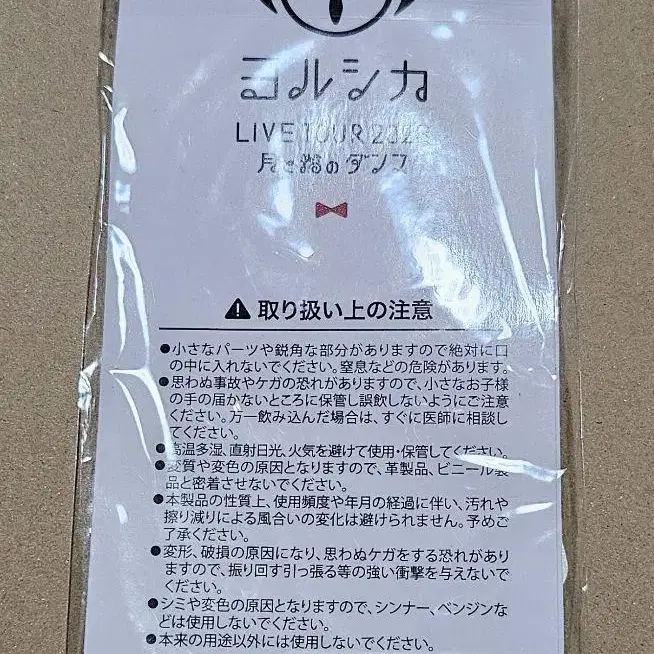 ヨルシカ
LIVE TOUR 2023
月と猫のダンス
取り扱い上の注意
●小さなパーツや鋭角な部分がありますので絶対に口
の中に入れないでください。窒息などの危険があります。
●思わぬ事故やケガの恐れがありますので、小さなお子様
の手の届かないところに保管し誤飲しないようにご注意
ください。万一飲み込んだ場合は、すぐに医師に相談し
てください。
●高温多湿、直射日光、火気を避けて使用・保管してください。
●変質や変色の原因となりますので、革製品、ビニール製
品と密着させないでください。
●本製品の性質上、使用頻度や年月の経過に伴い、汚れや
擦り減りによる風合いの変化は避けられません。予めご
了承ください。
●変形、破損の原因になり、思わぬケガをする恐れがあり
ますので、振り回す引っ張る等の強い衝撃を与えないで
ください。
●シミや変色の原因となりますので、シンナー、ベンジンな
どは使用しないでください。
●本来の用途以外には使用しないでください。